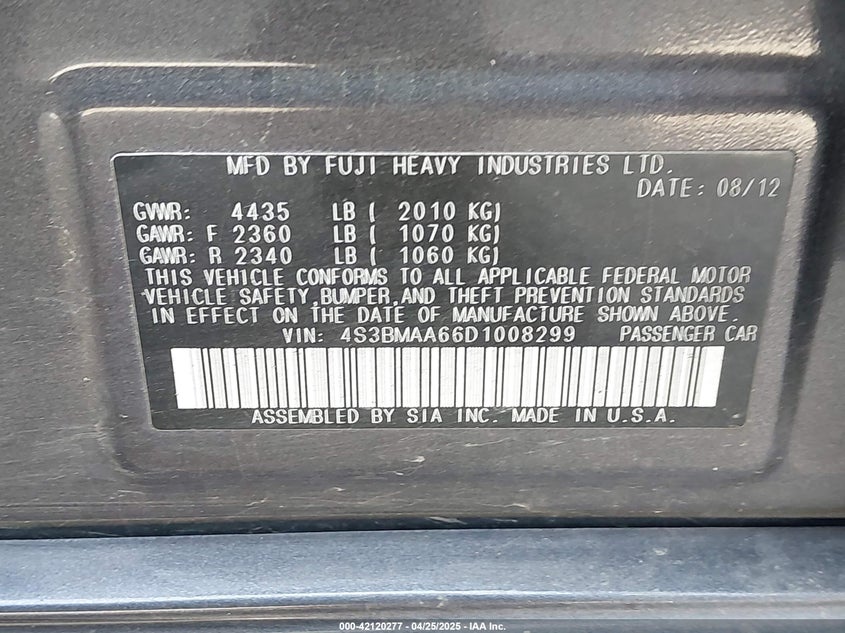 MFD BY FUJI HEAVY INDUSTRIES LTD.
DATE: 08/12
GVWR: 4435 LB ( 2010 KG)
GAWR: F 2360 LB ( 1070 KG)
GAWR: R 2340 LB ( 1060 KG)
THIS VEHICLE CONFORMS TO ALL APPLICABLE FEDERAL MOTOR
VEHICLE SAFETY,BUMPER,AND THEFT PREVENTION STANDARDS
IN EFFECT ON THE DATE OF MANUFACTURE SHOWN ABOVE.
VIN: 4S3BMAA66D1008299 PASSENGER CAR
ASSEMBLED BY SIA INC. MADE IN U.S.A.
000-42120277 - 04/25/2025 - IAA Inc.